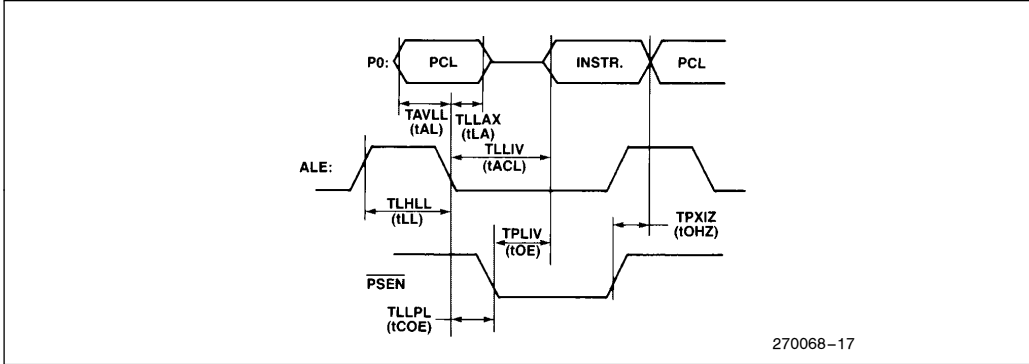 P0:
PCL
INSTR.
PCL
TAVLL
(tAL)
TLLAX
(tLA)
TLLIV
(tACL)
ALE:
TLHLL
(tLL)
TPLIV
(tOE)
TPXIZ
(tOHZ)
PSEN
TLLPL
(tCOE)
270068–17